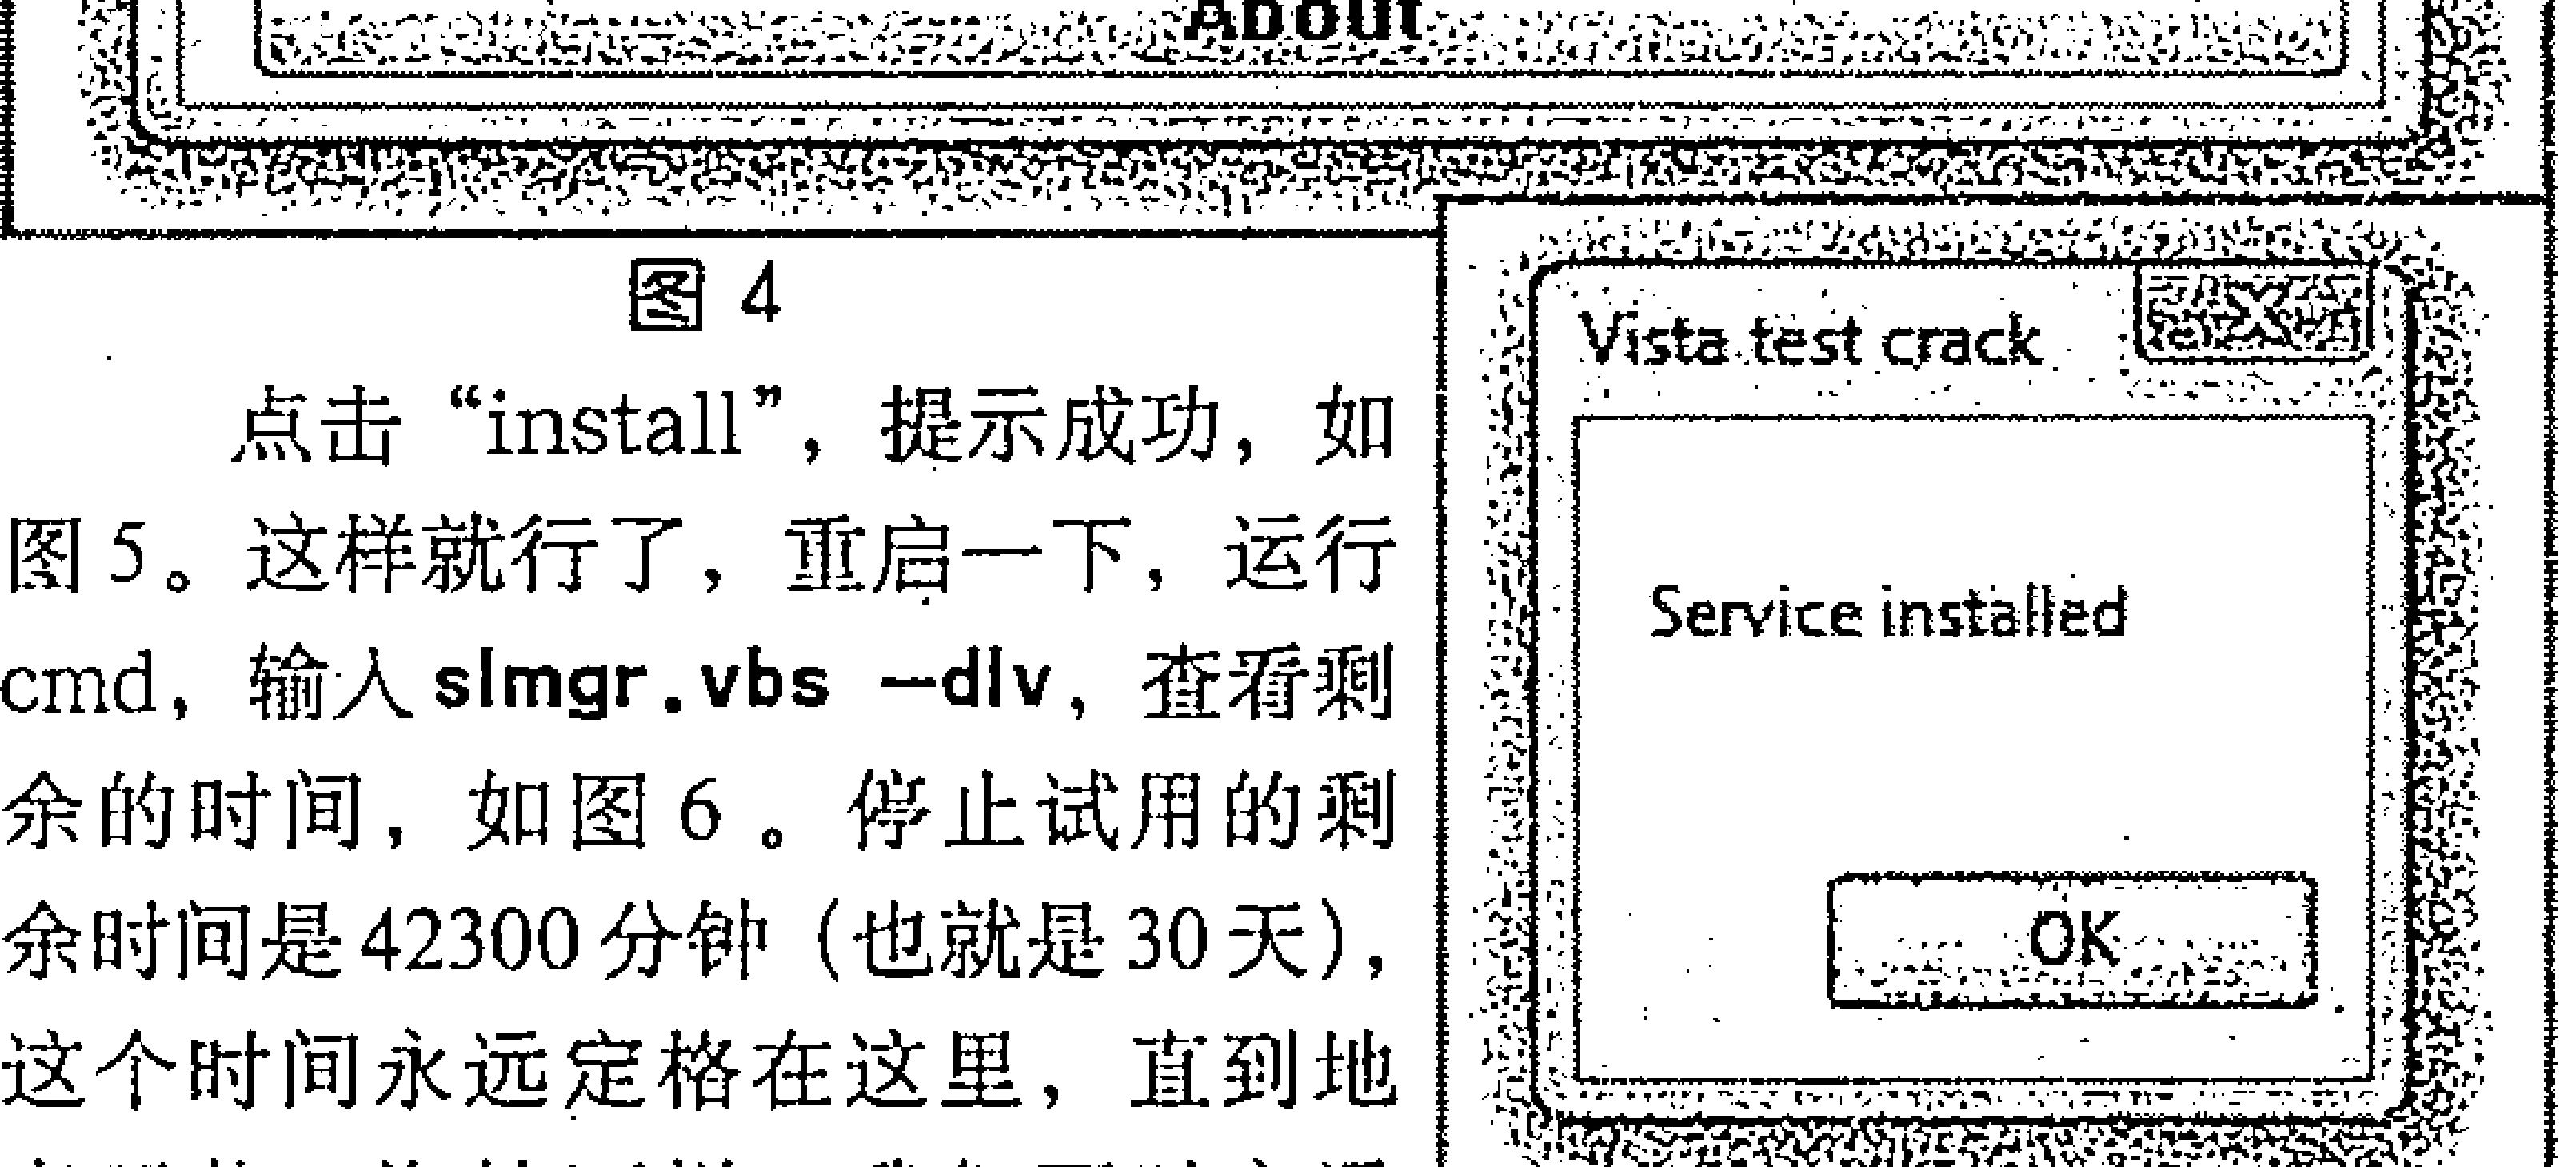 About
图 4
点击“install”，提示成功，如
图 5。这样就行了，重启一下，运行
cmd，输入 slmgr.vbs -dlv，查看剩
余的时间，如图 6。停止试用的剩
余时间是 42300 分钟（也就是 30 天），
这个时间永远定格在这里，直到地
Vista test crack
X
Service installed
OK